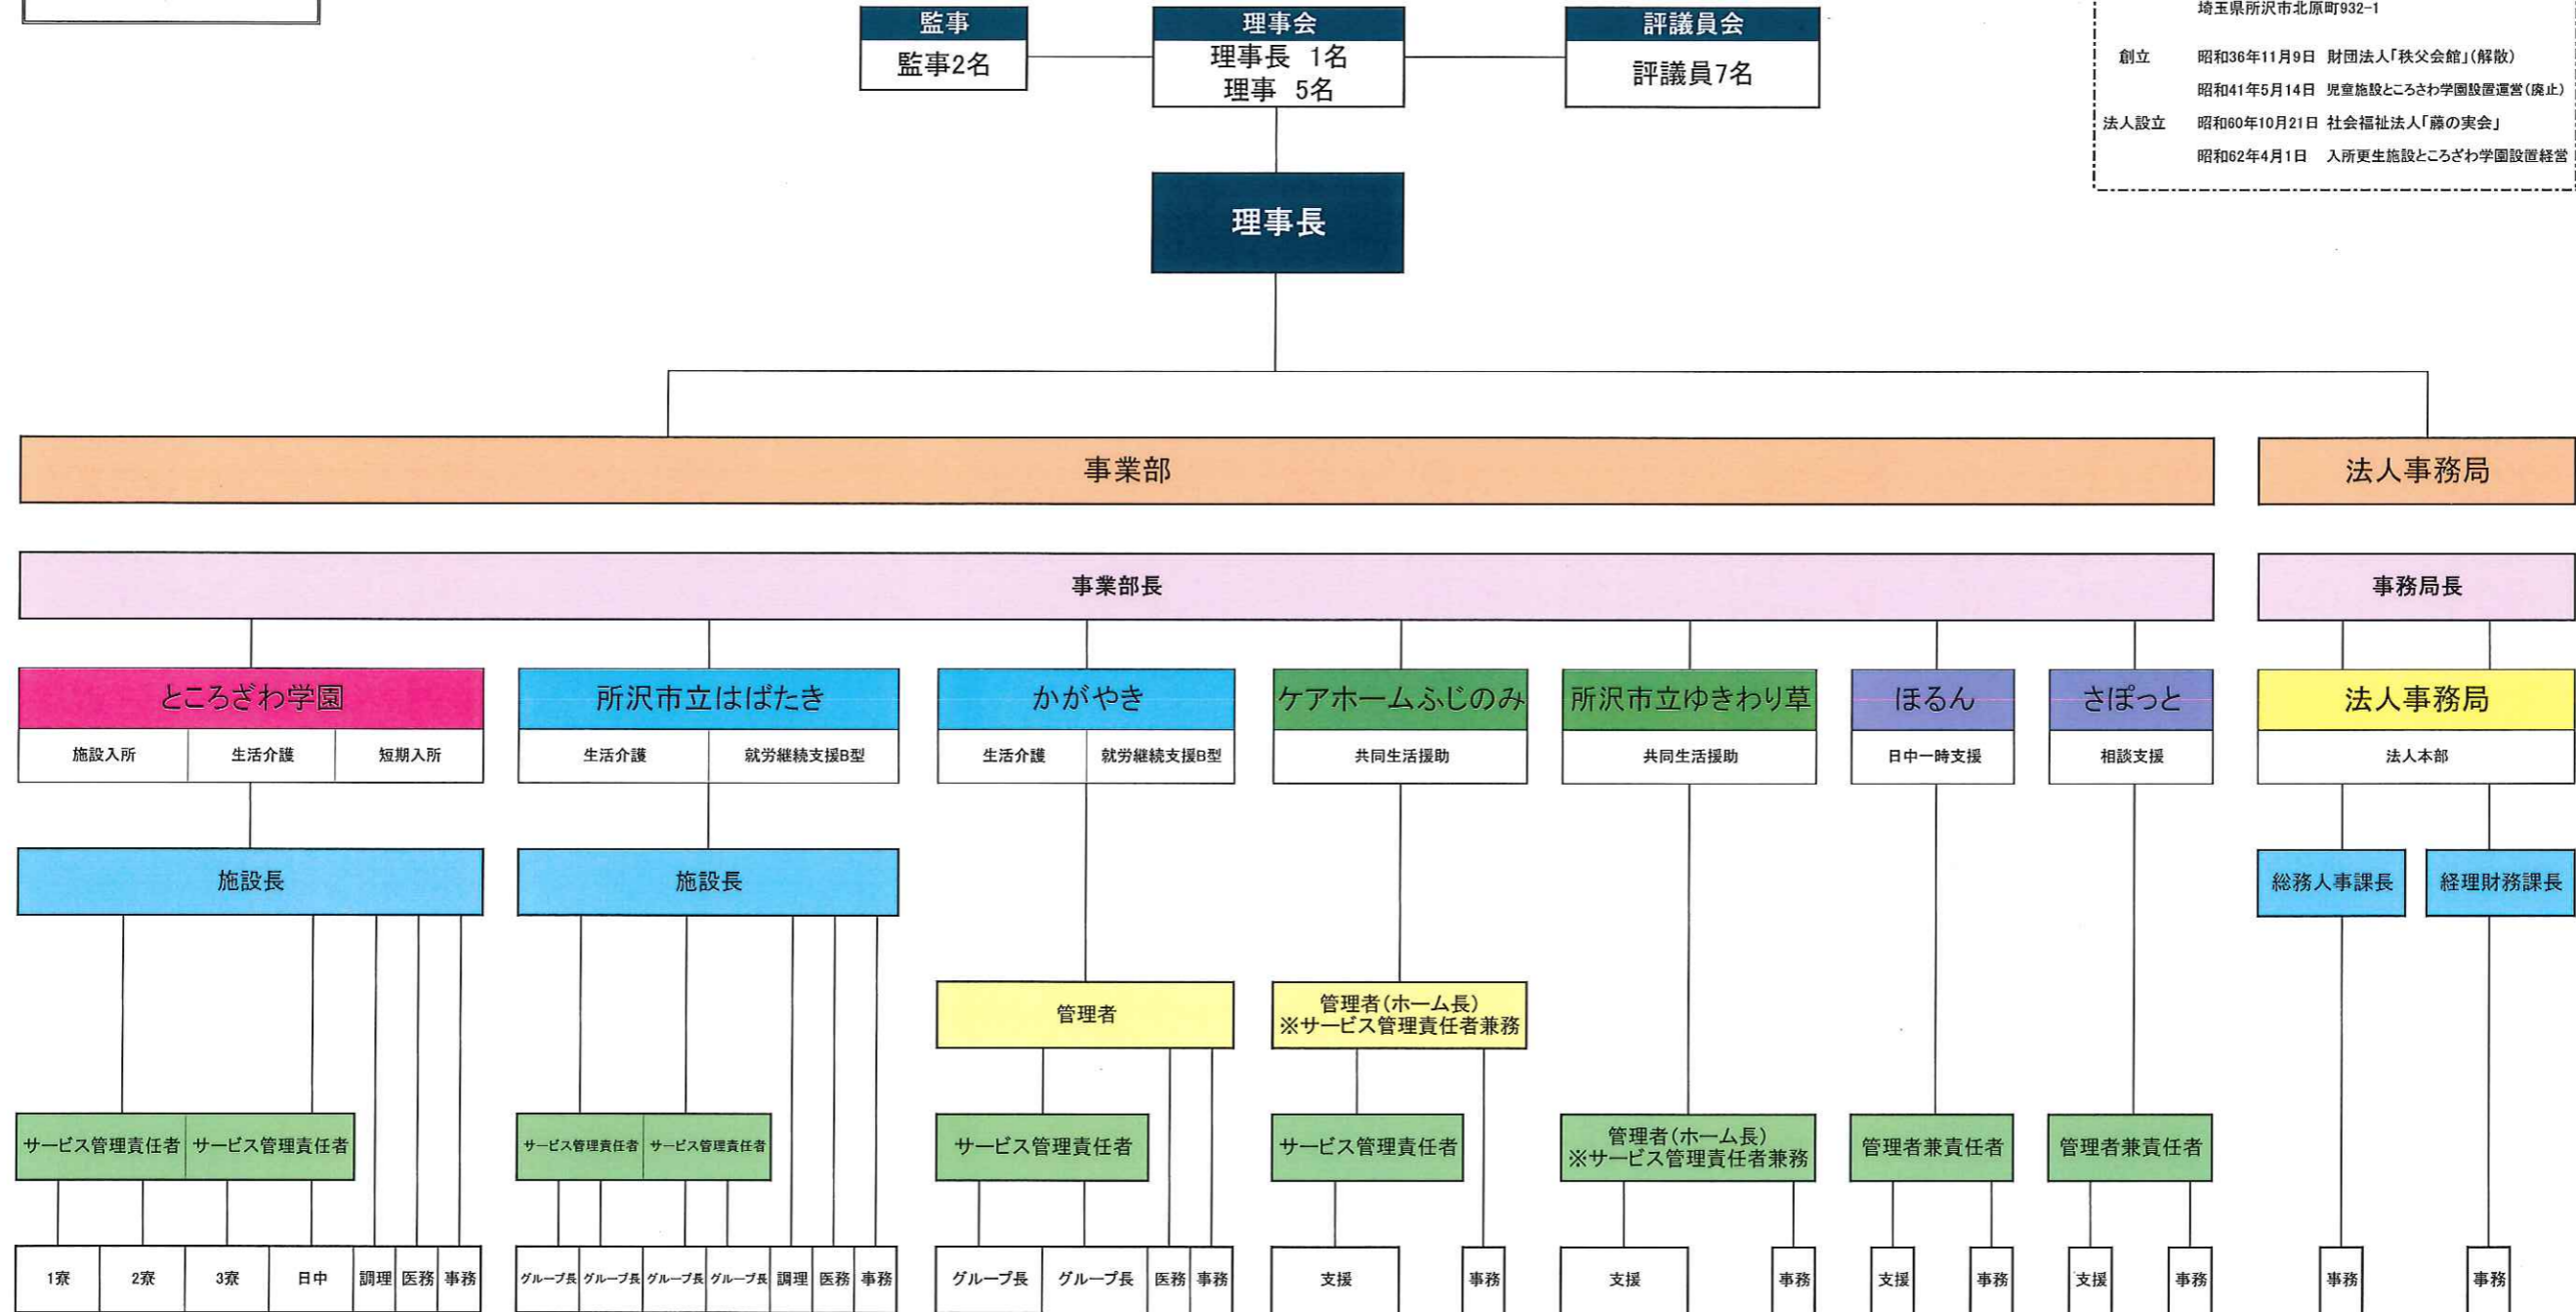 監事
監事2名
理事会
理事長 1名
理事 5名
評議員会
評議員7名
埼玉県所沢市北原町932-1
創立 昭和36年11月9日 財団法人「秩父会館」(解散)
昭和41年5月14日 児童施設ところさわ学園設置運営(廃止)
法人設立 昭和60年10月21日 社会福祉法人「藤の実会」
昭和62年4月1日 入所更生施設ところざわ学園設置経営
理事長
事業部
法人事務局
事業部長
事務局長
ところざわ学園
所沢市立はばたき
かがやき
ケアホームふじのみ
所沢市立ゆきわり草
ほるん
さぽっと
法人事務局
施設入所 生活介護 短期入所
生活介護 就労継続支援B型
生活介護 就労継続支援B型
共同生活援助
共同生活援助
日中一時支援
相談支援
法人本部
施設長
施設長
総務人事課長
経理財務課長
管理者
管理者(ホーム長)
※サービス管理責任者兼務
サービス管理責任者 サービス管理責任者
サービス管理責任者 サービス管理責任者
サービス管理責任者
サービス管理責任者
管理者(ホーム長)
※サービス管理責任者兼務
管理者兼責任者
管理者兼責任者
1寮 2寮 3寮 日中 調理 医務 事務
グループ長 グループ長 グループ長 グループ長 調理 医務 事務
グループ長 グループ長 医務 事務
支援 事務
支援 事務
支援 事務
支援 事務
事務
事務